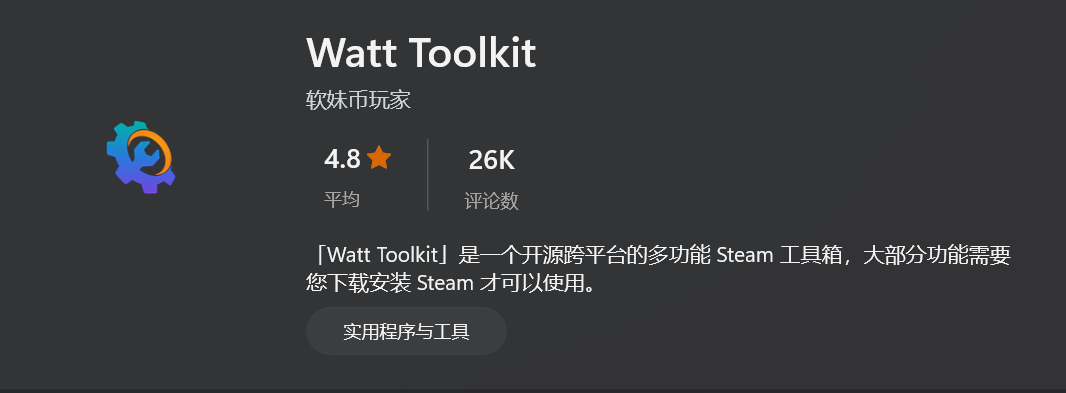 Watt Toolkit
软妹币玩家
4.8
26K
平均
评论数
「Watt Toolkit」是一个开源跨平台的多功能 Steam 工具箱，大部分功能需要
您下载安装 Steam 才可以使用。
实用程序与工具